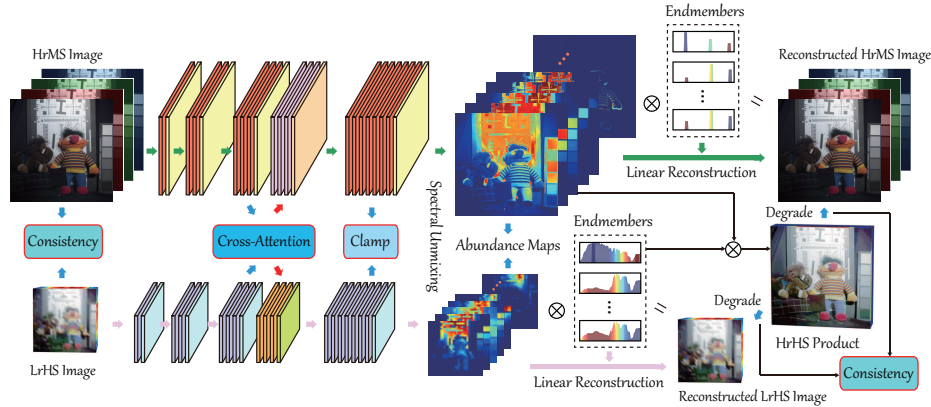 HrMS Image
Endmembers
Reconstructed HrMS Image
Linear Reconstruction
Consistency
Cross-Attention
Clamp
Spectral Unmixing
Abundance Maps
Endmembers
Degrade
Degrade
HrHS Product
LrHS Image
Linear Reconstruction
Reconstructed LrHS Image
Consistency